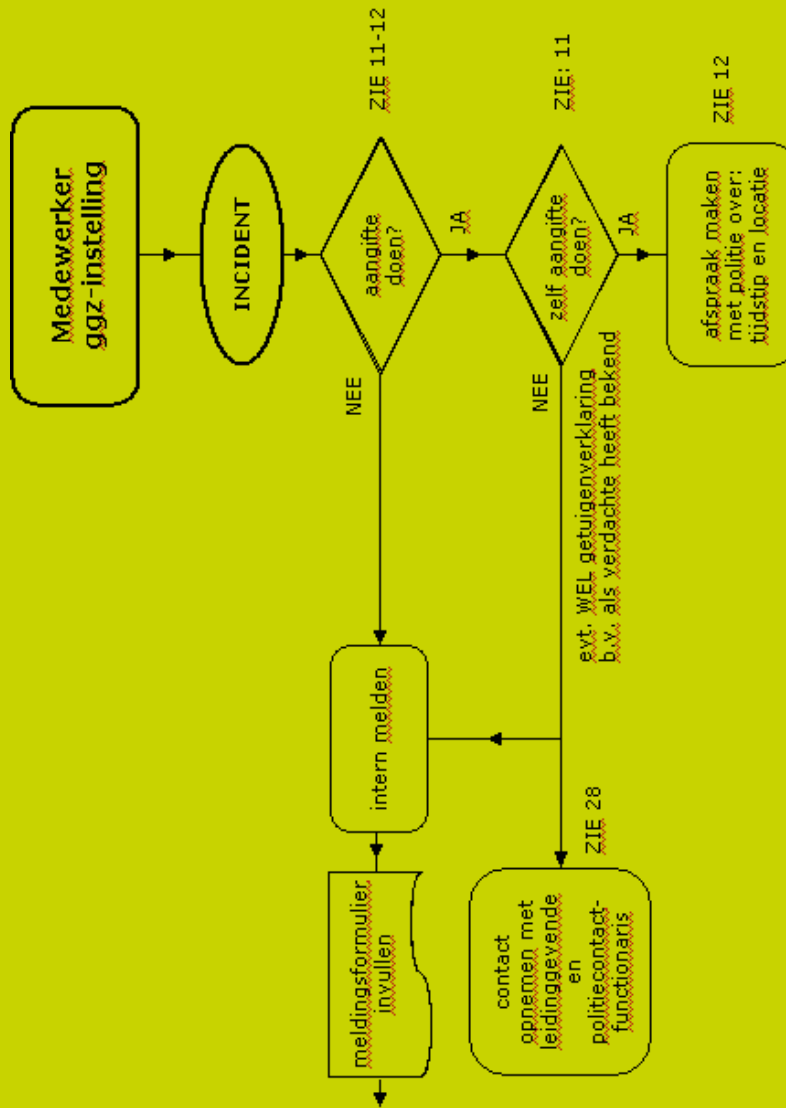 Medewerker
ggz-instelling
INCIDENT
aangifte
doen?
ZIE 11-12
NEE
JA
zelf aangifte
doen?
ZIE: 11
NEE
JA
evt. WEL getuigenverklaring
b.v. als verdachte heeft bekend
afspraak maken
met politie over:
tijdstip en locatie
ZIE 12
intern melden
meldingsformulier
invullen
contact
opnemen met
leidinggevende
en
politiecontact-
functionaris
ZIE 28